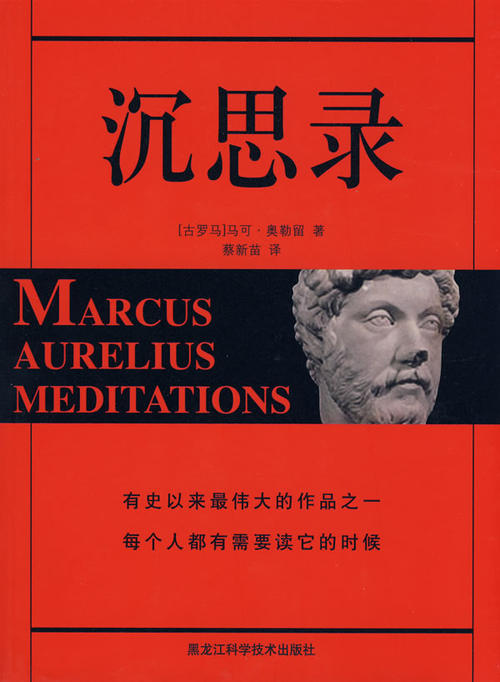 沉思录
[古罗马]马可·奥勒留 著
蔡新苗 译
MARCUS
AURELIUS
MEDITATIONS
有史以来最伟大的作品之一
每个人都有需要读它的时候
黑龙江科学技术出版社